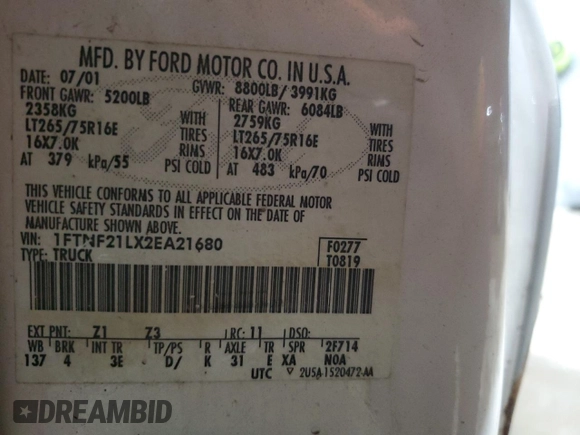 MFD. BY FORD MOTOR CO. IN U.S.A.
DATE: 07/01 GVWR: 8800LB/ 3991KG
FRONT GAWR: 5200LB REAR GAWR: 6084LB
2358KG WITH 2759KG WITH
LT265/75R16E TIRES LT265/75R16E TIRES
16X7.0K RIMS 16X7.0K RIMS
AT 379 kPa/55 PSI COLD AT 483 kPa/70 PSI COLD
THIS VEHICLE CONFORMS TO ALL APPLICABLE FEDERAL MOTOR
VEHICLE SAFETY STANDARDS IN EFFECT ON THE DATE OF
MANUFACTURE SHOWN ABOVE.
VIN: 1FTNF21LX2EA21680 F0277
TYPE: TRUCK T0819
EXT PNT: Z1 Z3 RC: 11 DSO:
WB BRK INT TR TP/PS R AXLE TR SPR 2F714
137 4 3E D/ K 31 E XA N0A
UTC ▽ 2U5A-1520472-AA
©DREAMBID